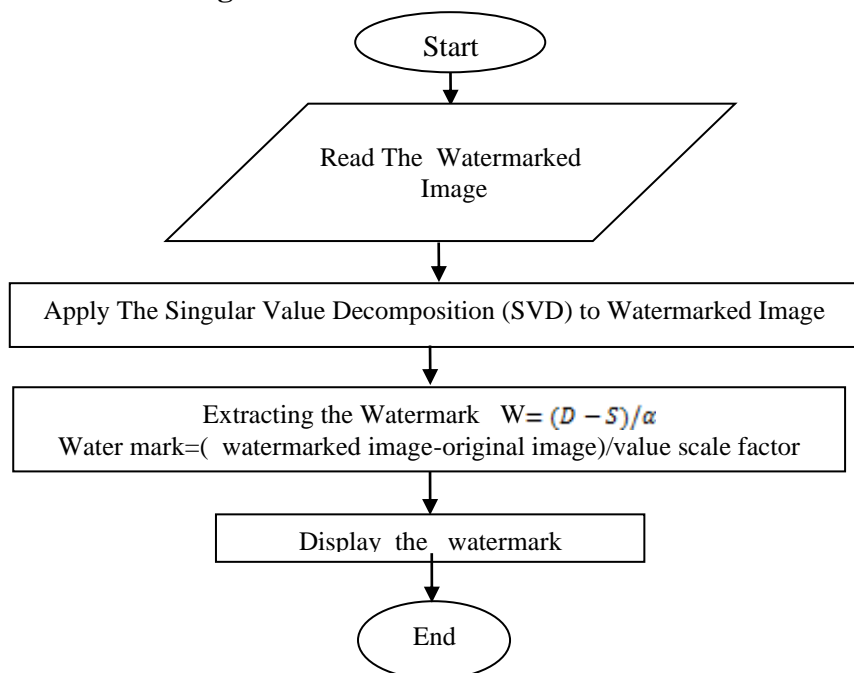 Start
Read The Watermarked
Image
Apply The Singular Value Decomposition (SVD) to Watermarked Image
Extracting the Watermark W= (D − S)/α
Water mark=( watermarked image-original image)/value scale factor
Display the watermark
End